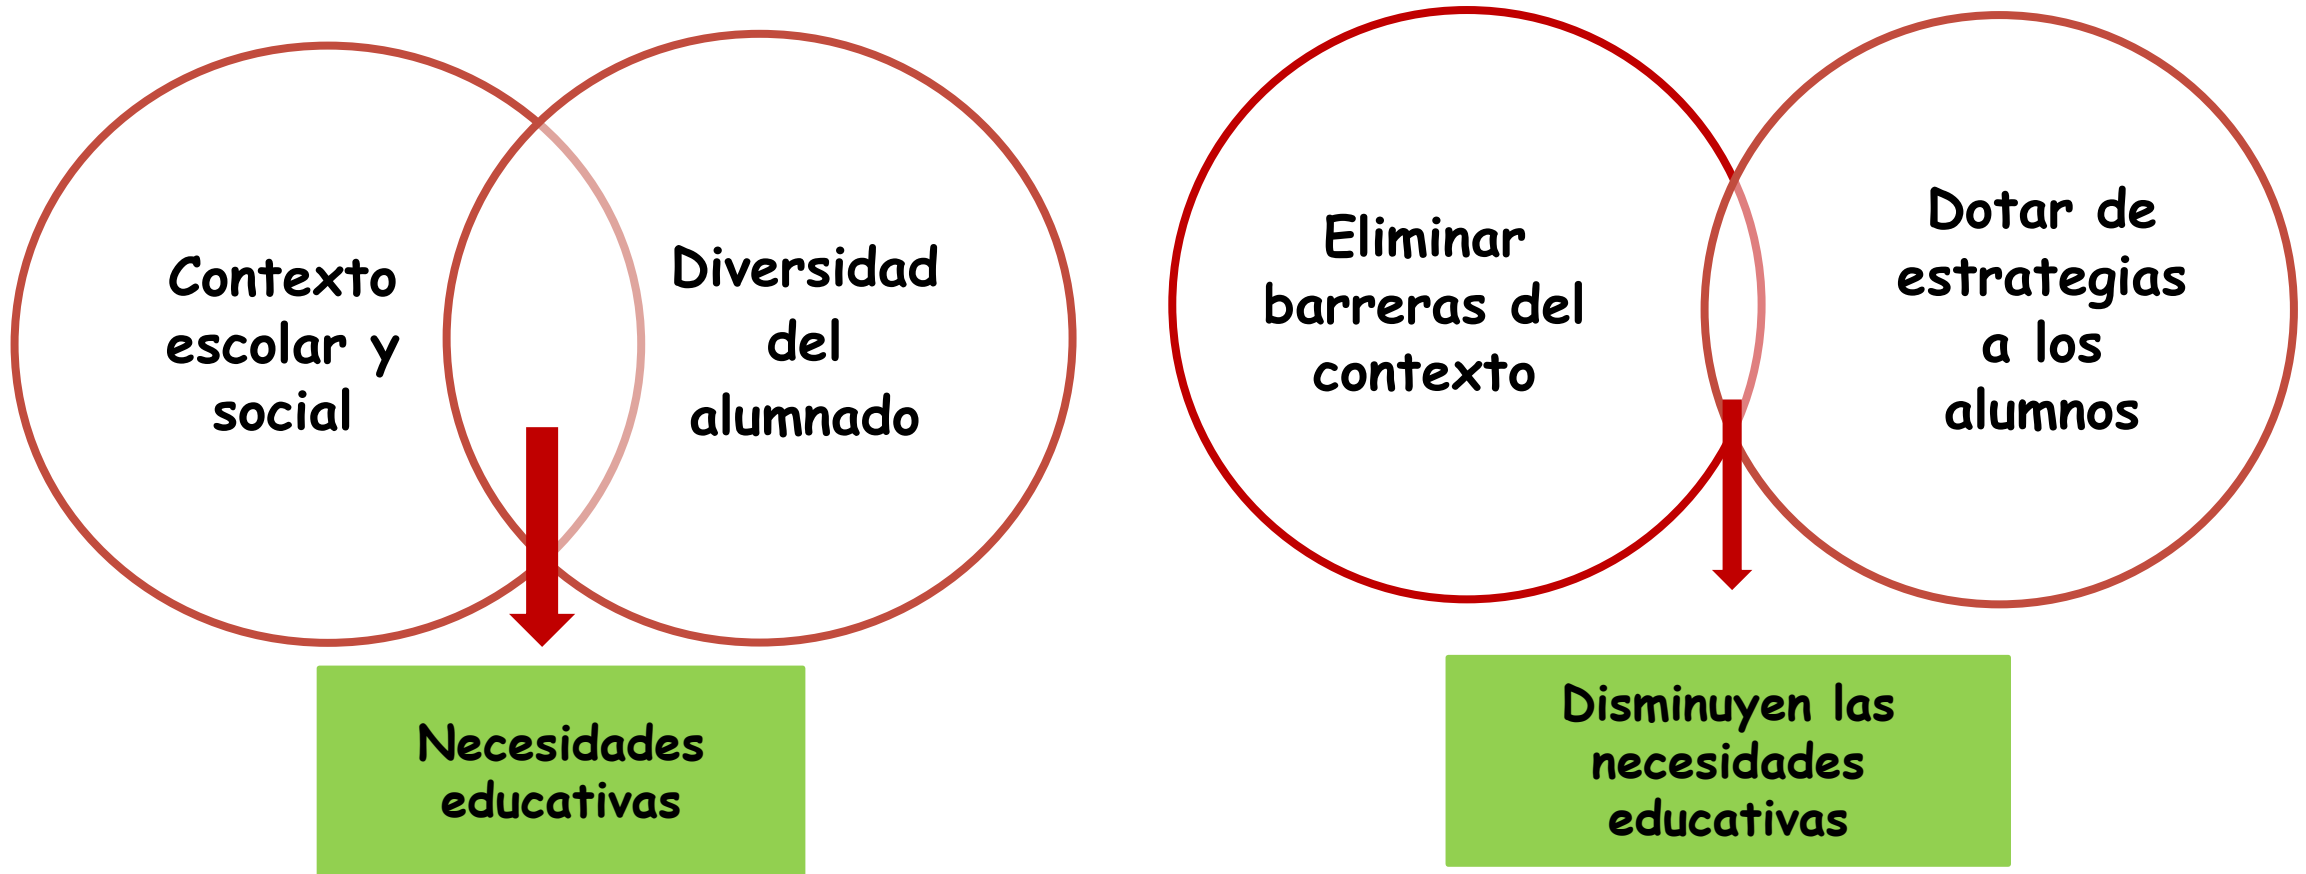 Contexto
escolar y
social
Diversidad
del
alumnado
Necesidades
educativas
Eliminar
barreras del
contexto
Dotar de
estrategias
a los
alumnos
Disminuyen las
necesidades
educativas